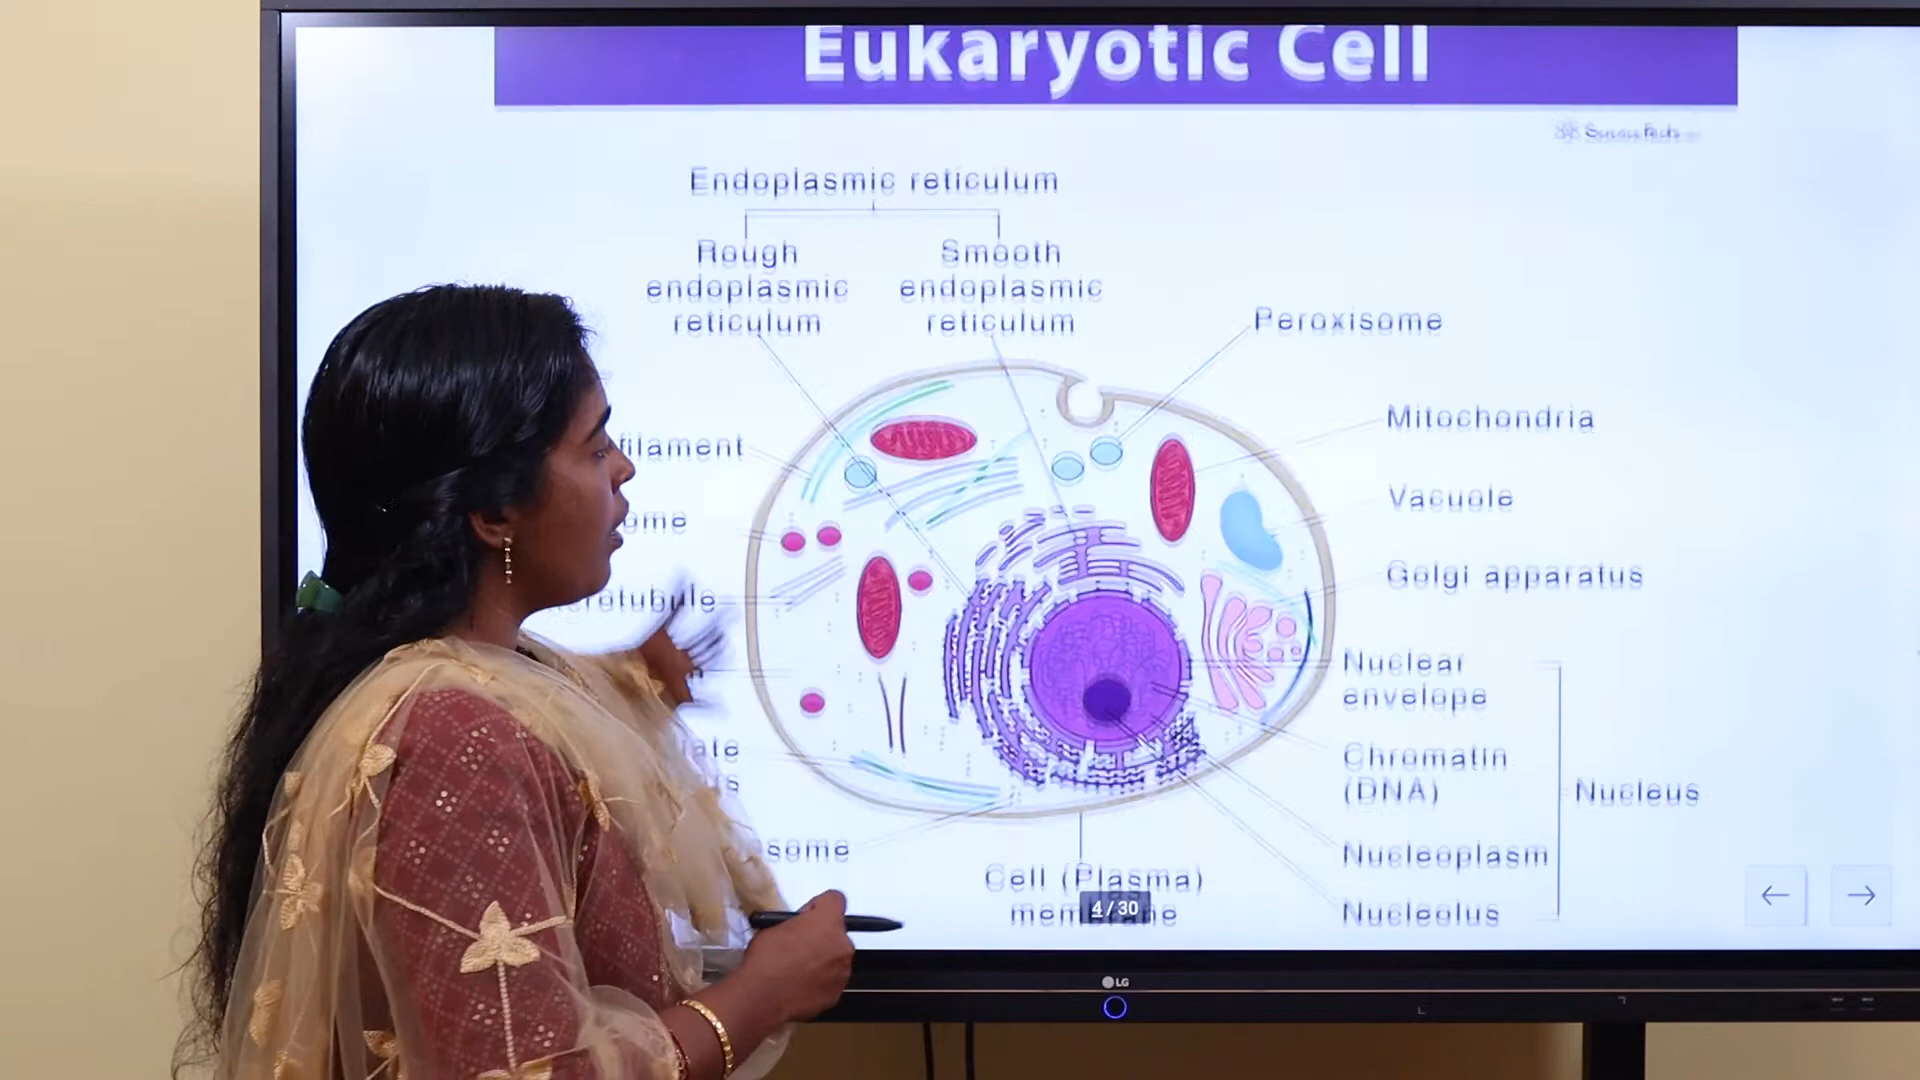 Eukaryotic Cell
Endoplasmic reticulum
Rough
endoplasmic
reticulum
Smooth
endoplasmic
reticulum
Peroxisome
filament
Mitochondria
Vacuole
Golgi apparatus
Nuclear
envelope
Chromatin
(DNA)
Nucleus
Nucleoplasm
Nucleolus
Cell (Plasma)
membrane
4 / 30
LG